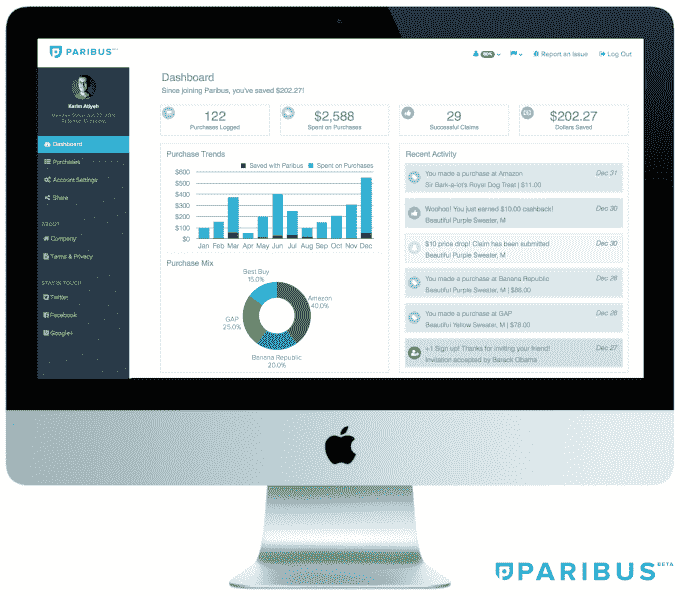 PARIBUS BETA
Report an Issue
Log Out
Karim Atiyeh
Dashboard
Purchases
Account Settings
Share
ABOUT
Company
Terms & Privacy
STAY IN TOUCH
Twitter
Facebook
Google+
Dashboard
Since joining Paribus, you've saved $202.27!
122
Purchases Logged
$2,588
Spent on Purchases
29
Successful Claims
$202.27
Dollars Saved
Purchase Trends
Saved with Paribus Spent on Purchases
$600
$500
$400
$300
$200
$100
$0
Jan Feb Mar Apr May Jun Jul Aug Sep Oct Nov Dec
Purchase Mix
Best Buy
15.0%
Amazon
40.0%
GAP
25.0%
Banana Republic
20.0%
Recent Activity
You made a purchase at Amazon Dec 31
Sir Bark-a-lot's Royal Dog Treat | $11.00
Woohoo! You just earned $10.00 cashback! Dec 30
Beautiful Purple Sweater, M
$10 price drop! Claim has been submitted Dec 30
Beautiful Purple Sweater, M
You made a purchase at Banana Republic Dec 28
Beautiful Purple Sweater, M | $88.00
You made a purchase at GAP Dec 28
Beautiful Yellow Sweater, M | $78.00
+1 Sign up! Thanks for inviting your friend! Dec 27
Invitation accepted by Barack Obama
PARIBUS BETA